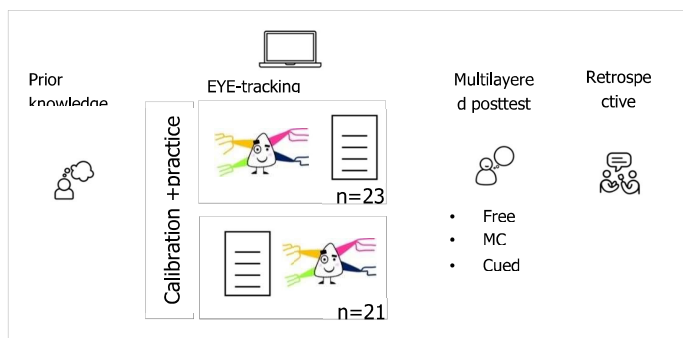 Prior
knowledge
EYE-tracking
Multilayere
d posttest
Retrospe
ctive
Calibration +practice
n=23
n=21
• Free
• MC
• Cued